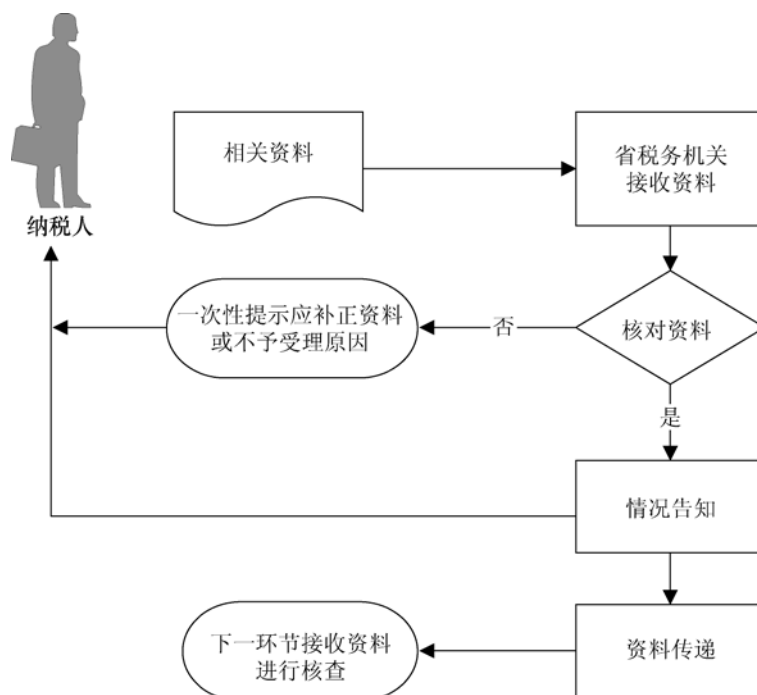 相关资料
省税务机关
接收资料
纳税人
一次性提示应补正资料
或不予受理原因
否
核对资料
是
情况告知
下一环节接收资料
进行核查
资料传递